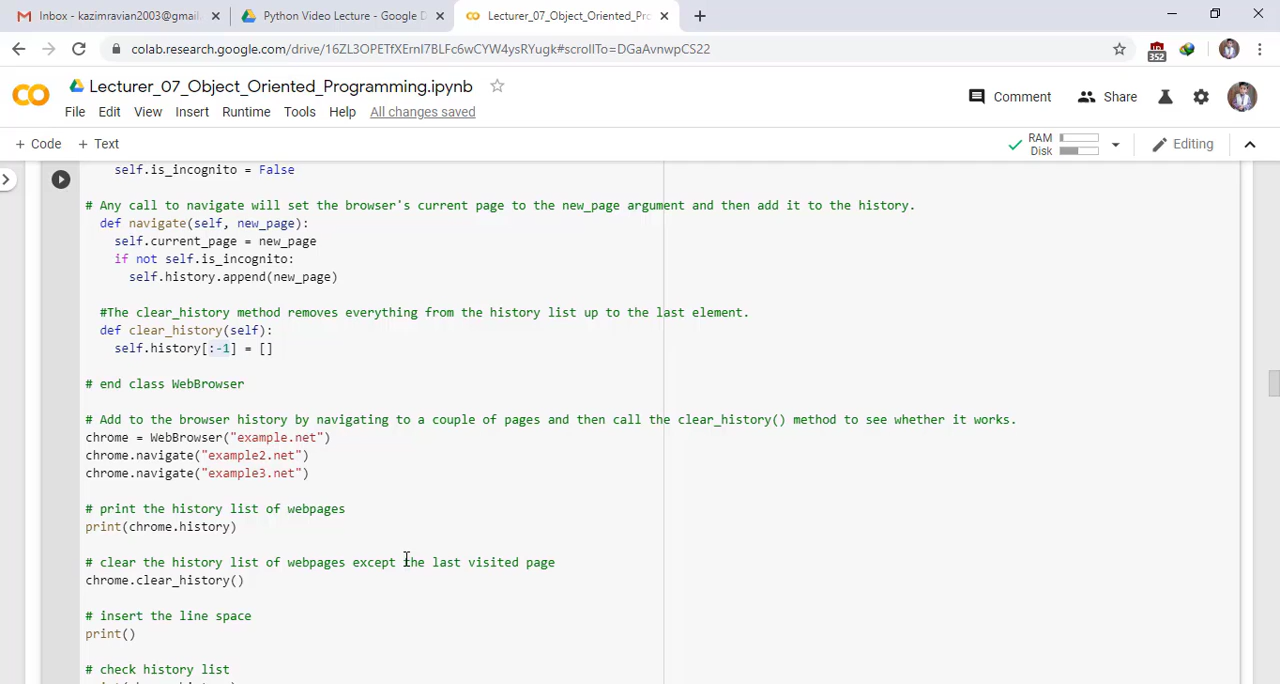 Inbox - kazimravian2003@gmail.
Python Video Lecture - Google D
Lecturer_07_Object_Oriented_Pro
colab.research.google.com/drive/16ZL3OPETfXErnI7BLFc6wCYW4ysRYugk#scrollTo=DGaAvnwpCS22
352
Lecturer_07_Object_Oriented_Programming.ipynb
Comment
Share
File Edit View Insert Runtime Tools Help All changes saved
+ Code + Text
RAM
Disk
Editing
self.is_incognito = False
# Any call to navigate will set the browser's current page to the new_page argument and then add it to the history.
def navigate(self, new_page):
self.current_page = new_page
if not self.is_incognito:
self.history.append(new_page)
#The clear_history method removes everything from the history list up to the last element.
def clear_history(self):
self.history[:-1] = []
# end class WebBrowser
# Add to the browser history by navigating to a couple of pages and then call the clear_history() method to see whether it works.
chrome = WebBrowser("example.net")
chrome.navigate("example2.net")
chrome.navigate("example3.net")
# print the history list of webpages
print(chrome.history)
# clear the history list of webpages except the last visited page
chrome.clear_history()
# insert the line space
print()
# check history list